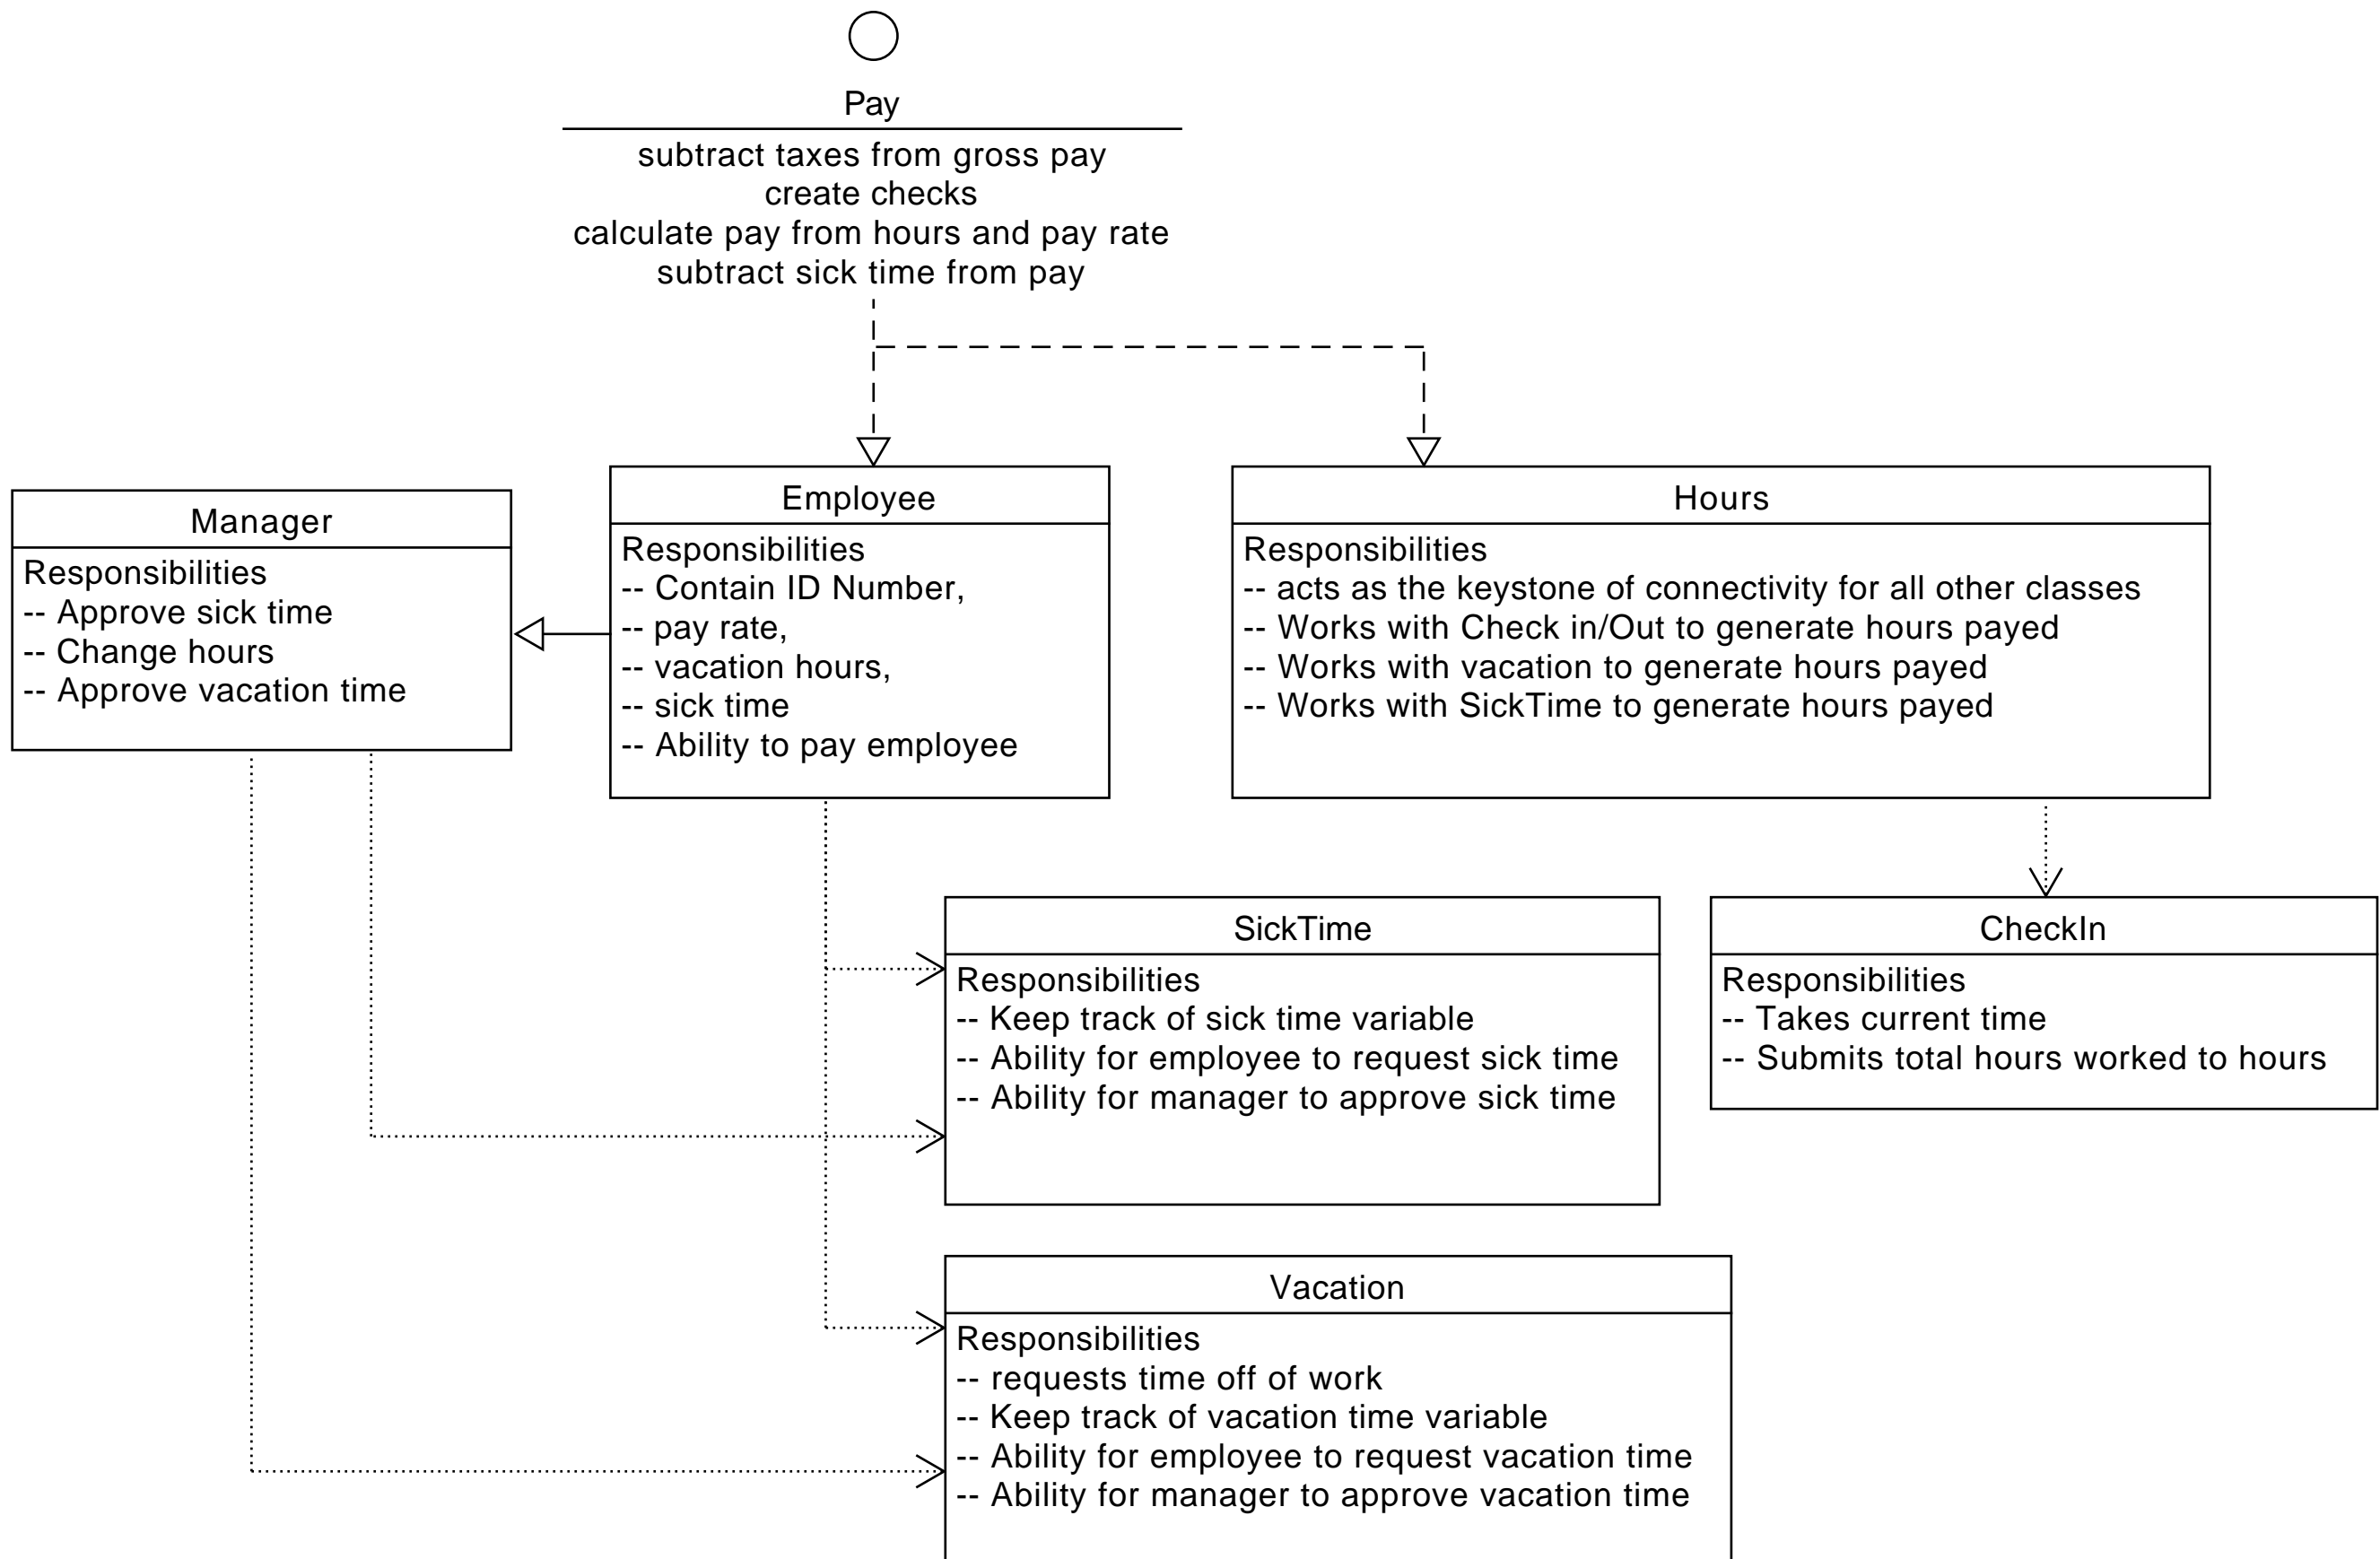 Pay
subtract taxes from gross pay
create checks
calculate pay from hours and pay rate
subtract sick time from pay
Manager
Responsibilities
-- Approve sick time
-- Change hours
-- Approve vacation time
Employee
Responsibilities
-- Contain ID Number,
-- pay rate,
-- vacation hours,
-- sick time
-- Ability to pay employee
Hours
Responsibilities
-- acts as the keystone of connectivity for all other classes
-- Works with Check in/Out to generate hours payed
-- Works with vacation to generate hours payed
-- Works with SickTime to generate hours payed
SickTime
Responsibilities
-- Keep track of sick time variable
-- Ability for employee to request sick time
-- Ability for manager to approve sick time
CheckIn
Responsibilities
-- Takes current time
-- Submits total hours worked to hours
Vacation
Responsibilities
-- requests time off of work
-- Keep track of vacation time variable
-- Ability for employee to request vacation time
-- Ability for manager to approve vacation time